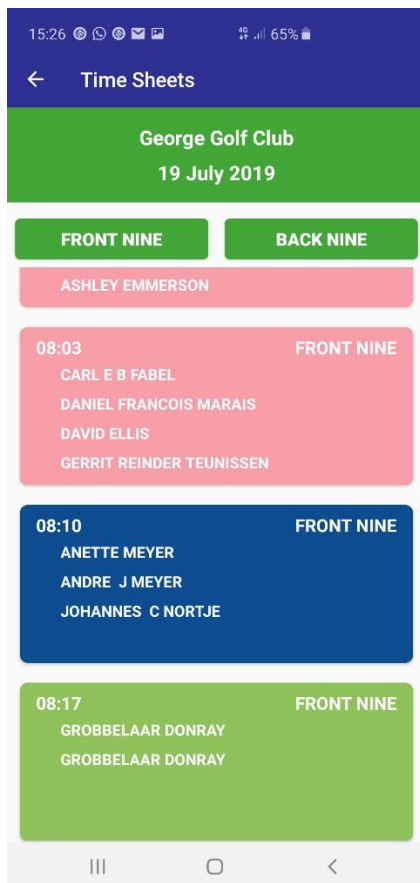 15:26 4G 65%
Time Sheets
George Golf Club
19 July 2019
FRONT NINE BACK NINE
ASHLEY EMMERSON
08:03 FRONT NINE
CARL E B FABEL
DANIEL FRANCOIS MARAIS
DAVID ELLIS
GERRIT REINDER TEUNISSEN
08:10 FRONT NINE
ANETTE MEYER
ANDRE J MEYER
JOHANNES C NORTJE
08:17 FRONT NINE
GROBBELAAR DONRAY
GROBBELAAR DONRAY